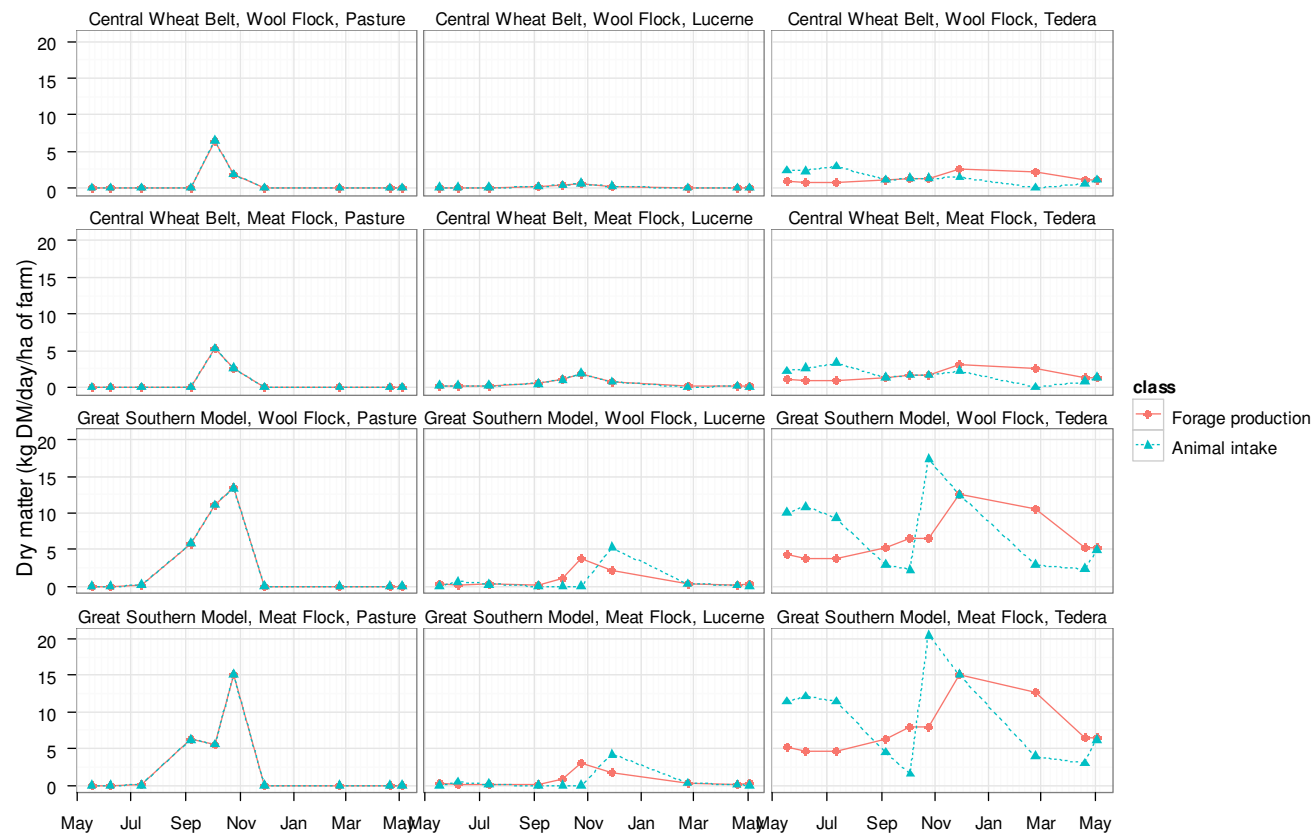 Central Wheat Belt, Wool Flock, Pasture
Central Wheat Belt, Wool Flock, Lucerne
Central Wheat Belt, Wool Flock, Tedera
20
15
10
5
0
Central Wheat Belt, Meat Flock, Pasture
Central Wheat Belt, Meat Flock, Lucerne
Central Wheat Belt, Meat Flock, Tedera
20
15
10
5
0
Dry matter (kg DM/day/ha of farm)
class
Forage production
Animal intake
Great Southern Model, Wool Flock, Pasture
Great Southern Model, Wool Flock, Lucerne
Great Southern Model, Wool Flock, Tedera
20
15
10
5
0
Great Southern Model, Meat Flock, Pasture
Great Southern Model, Meat Flock, Lucerne
Great Southern Model, Meat Flock, Tedera
20
15
10
5
0
May Jul Sep Nov Jan Mar May
May Jul Sep Nov Jan Mar May
May Jul Sep Nov Jan Mar May